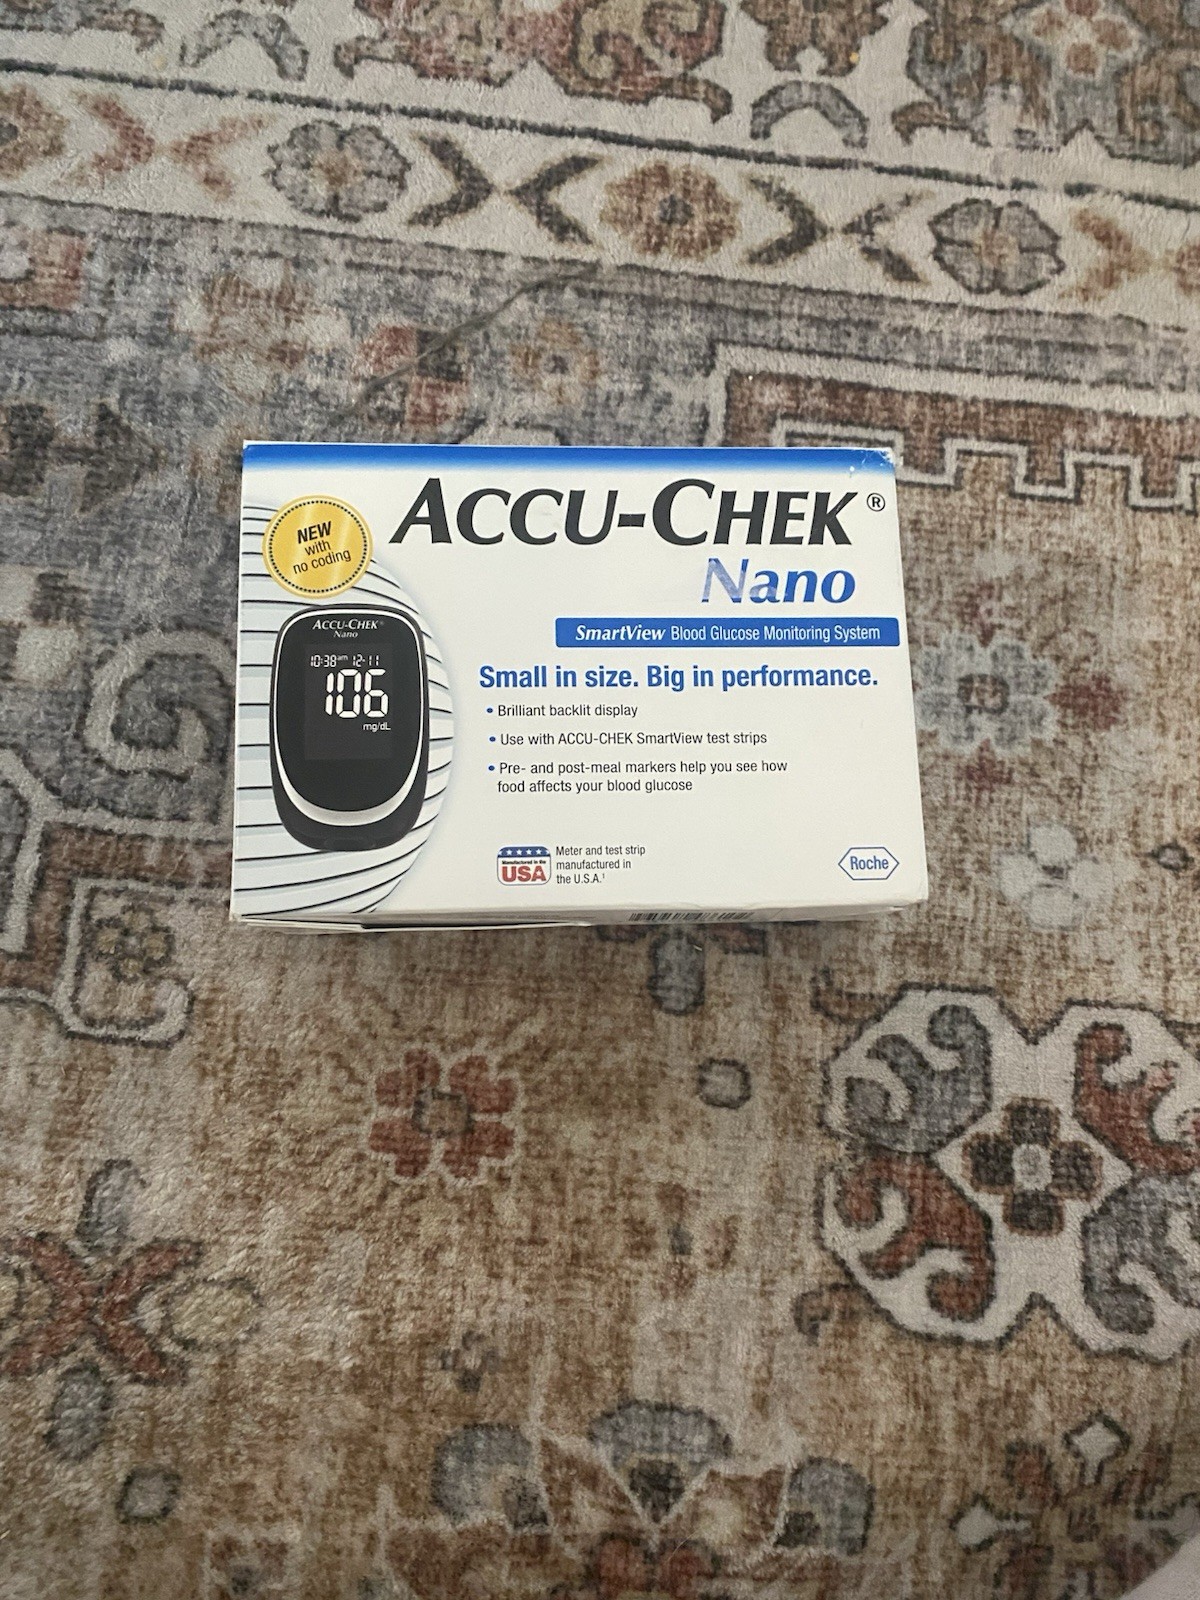 ACCU-CHEK®
Nano
NEW
with
no coding
SmartView Blood Glucose Monitoring System
ACCU-CHEK®
Nano
10:38am 12-11
106
mg/dL
Small in size. Big in performance.
• Brilliant backlit display
• Use with ACCU-CHEK SmartView test strips
• Pre- and post-meal markers help you see how
food affects your blood glucose
Manufactured in the
USA
Meter and test strip
manufactured in
the U.S.A.¹
Roche